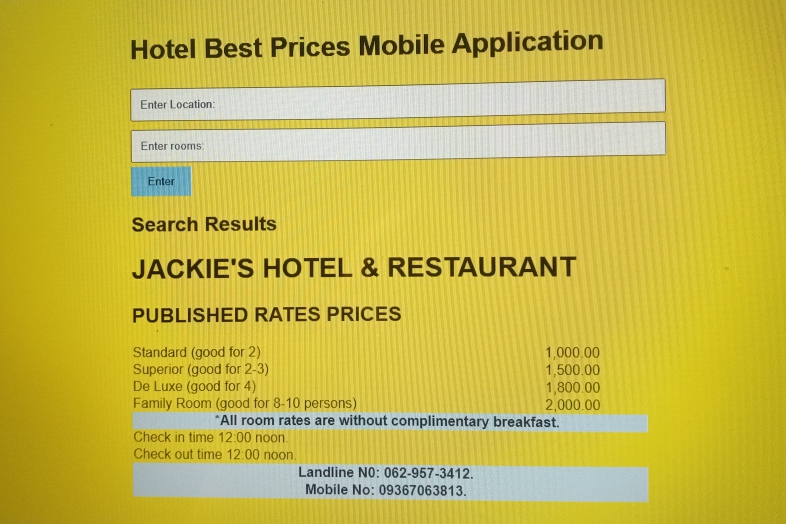 Hotel Best Prices Mobile Application
Enter Location:
Enter rooms:
Enter
Search Results
JACKIE'S HOTEL & RESTAURANT
PUBLISHED RATES PRICES
Standard (good for 2) 1,000.00
Superior (good for 2-3) 1,500.00
De Luxe (good for 4) 1,800.00
Family Room (good for 8-10 persons) 2,000.00
*All room rates are without complimentary breakfast.
Check in time 12:00 noon.
Check out time 12:00 noon.
Landline N0: 062-957-3412.
Mobile No: 09367063813.